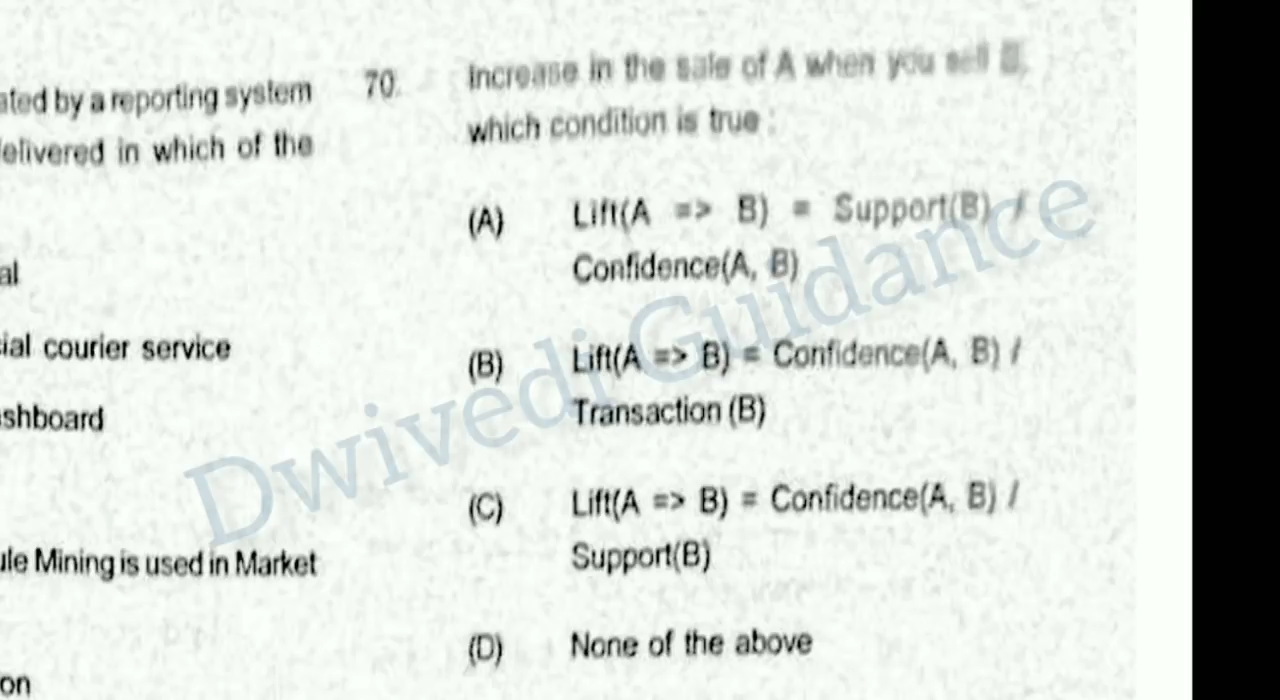 ated by a reporting system
elivered in which of the
al
ial courier service
shboard
ule Mining is used in Market
on
70. Increase in the sale of A when you sell B,
which condition is true :
(A) Lift(A => B) = Support(B) /
Confidence(A, B)
(B) Lift(A => B) = Confidence(A, B) /
Transaction (B)
(C) Lift(A => B) = Confidence(A, B) /
Support(B)
(D) None of the above
Dwivedi Guidance